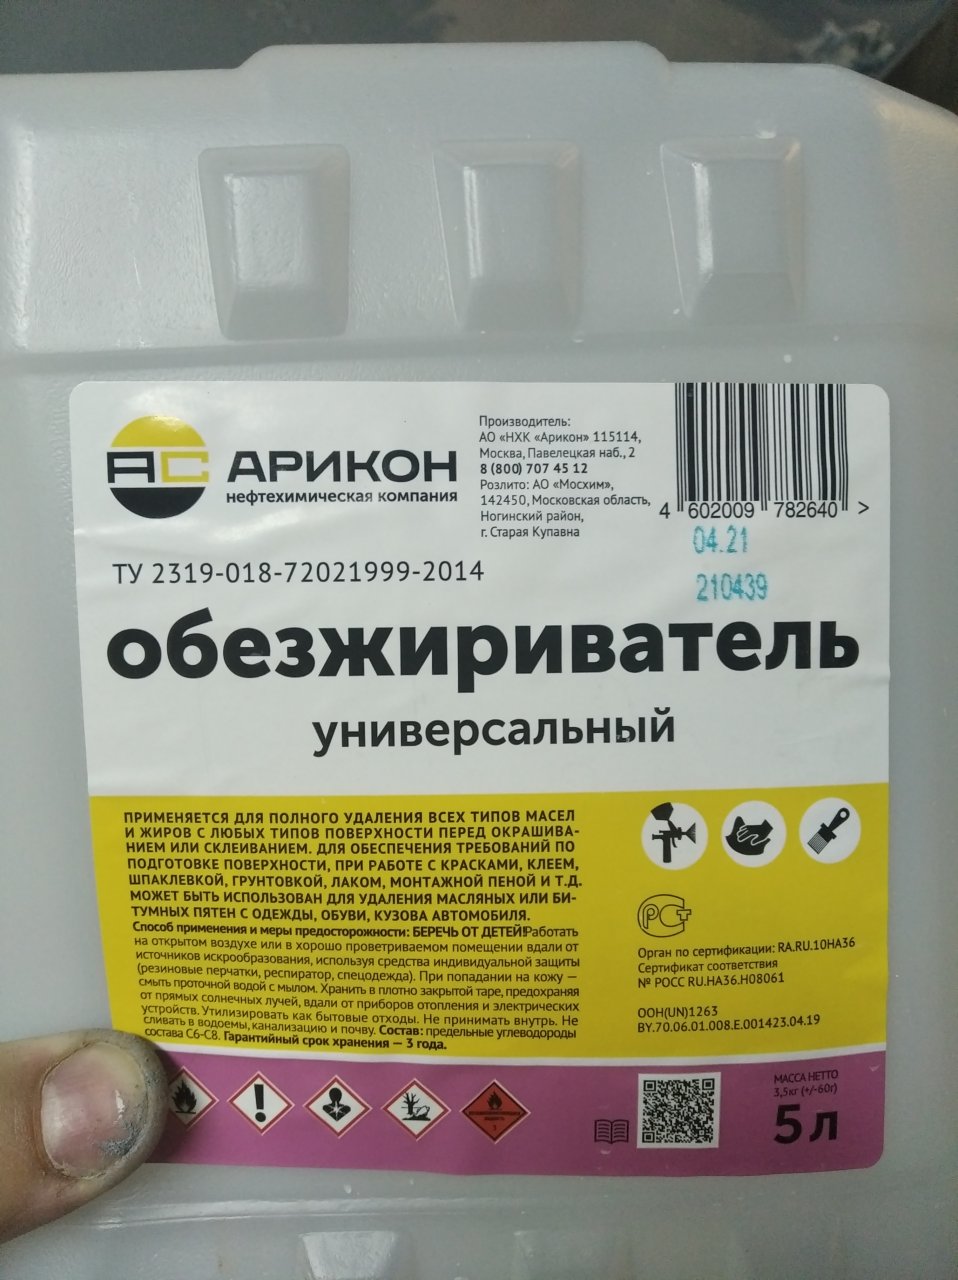 АС АРИКОН
нефтехимическая компания
Производитель:
АО «НХК «Арикон» 115114,
Москва, Павелецкая наб., 2
8 (800) 707 45 12
Розлито: АО «Мосхим»,
142450, Московская область,
Ногинский район,
г. Старая Купавна
4 602009 782640 >
04.21
210439
ТУ 2319-018-72021999-2014
обезжириватель
универсальный
ПРИМЕНЯЕТСЯ ДЛЯ ПОЛНОГО УДАЛЕНИЯ ВСЕХ ТИПОВ МАСЕЛ
И ЖИРОВ С ЛЮБЫХ ТИПОВ ПОВЕРХНОСТИ ПЕРЕД ОКРАШИВА-
НИЕМ ИЛИ СКЛЕИВАНИЕМ. ДЛЯ ОБЕСПЕЧЕНИЯ ТРЕБОВАНИЙ ПО
ПОДГОТОВКЕ ПОВЕРХНОСТИ, ПРИ РАБОТЕ С КРАСКАМИ, КЛЕЕМ,
ШПАКЛЕВКОЙ, ГРУНТОВКОЙ, ЛАКОМ, МОНТАЖНОЙ ПЕНОЙ И Т.Д.
МОЖЕТ БЫТЬ ИСПОЛЬЗОВАН ДЛЯ УДАЛЕНИЯ МАСЛЯНЫХ ИЛИ БИ-
ТУМНЫХ ПЯТЕН С ОДЕЖДЫ, ОБУВИ, КУЗОВА АВТОМОБИЛЯ.
Способ применения и меры предосторожности: БЕРЕЧЬ ОТ ДЕТЕЙ! Работать
на открытом воздухе или в хорошо проветриваемом помещении вдали от
источников искрообразования, используя средства индивидуальной защиты
(резиновые перчатки, респиратор, спецодежда). При попадании на кожу —
смыть проточной водой с мылом. Хранить в плотно закрытой таре, предохраняя
от прямых солнечных лучей, вдали от приборов отопления и электрических
устройств. Утилизировать как бытовые отходы. Не принимать внутрь. Не
сливать в водоемы, канализацию и почву. Состав: предельные углеводороды
состава С6-С8. Гарантийный срок хранения — 3 года.
РСТ
Орган по сертификации: RA.RU.10НА36
Сертификат соответствия
№ РОСС RU.НА36.Н08061
ООН(UN)1263
BY.70.06.01.008.Е.001423.04.19
МАССА НЕТТО
3,5кг (+/-60г)
5 л
3